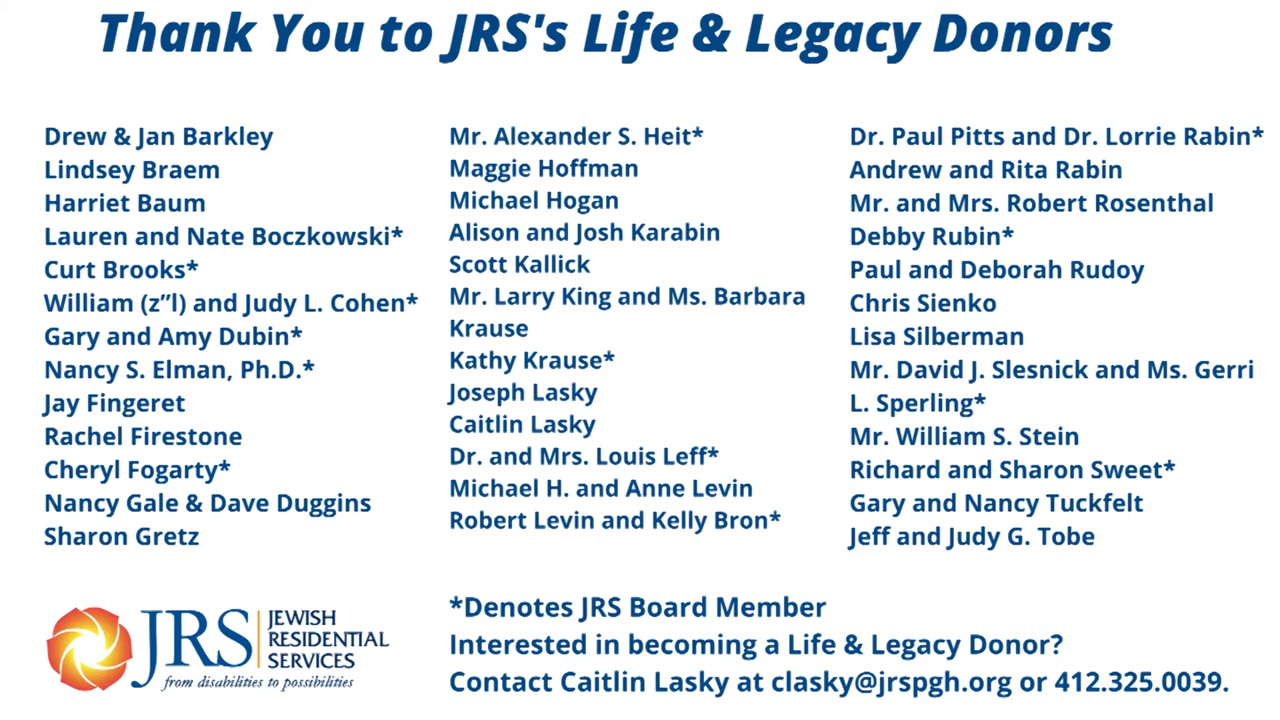 Thank You to JRS's Life & Legacy Donors
Drew & Jan Barkley
Lindsey Braem
Harriet Baum
Lauren and Nate Boczkowski*
Curt Brooks*
William (z”l) and Judy L. Cohen*
Gary and Amy Dubin*
Nancy S. Elman, Ph.D.*
Jay Fingeret
Rachel Firestone
Cheryl Fogarty*
Nancy Gale & Dave Duggins
Sharon Gretz
Mr. Alexander S. Heit*
Maggie Hoffman
Michael Hogan
Alison and Josh Karabin
Scott Kallick
Mr. Larry King and Ms. Barbara
Krause
Kathy Krause*
Joseph Lasky
Caitlin Lasky
Dr. and Mrs. Louis Leff*
Michael H. and Anne Levin
Robert Levin and Kelly Bron*
Dr. Paul Pitts and Dr. Lorrie Rabin*
Andrew and Rita Rabin
Mr. and Mrs. Robert Rosenthal
Debby Rubin*
Paul and Deborah Rudoy
Chris Sienko
Lisa Silberman
Mr. David J. Slesnick and Ms. Gerri
L. Sperling*
Mr. William S. Stein
Richard and Sharon Sweet*
Gary and Nancy Tuckfelt
Jeff and Judy G. Tobe
JRS
JEWISH
RESIDENTIAL
SERVICES
from disabilities to possibilities
*Denotes JRS Board Member
Interested in becoming a Life & Legacy Donor?
Contact Caitlin Lasky at clasky@jrspgh.org or 412.325.0039.